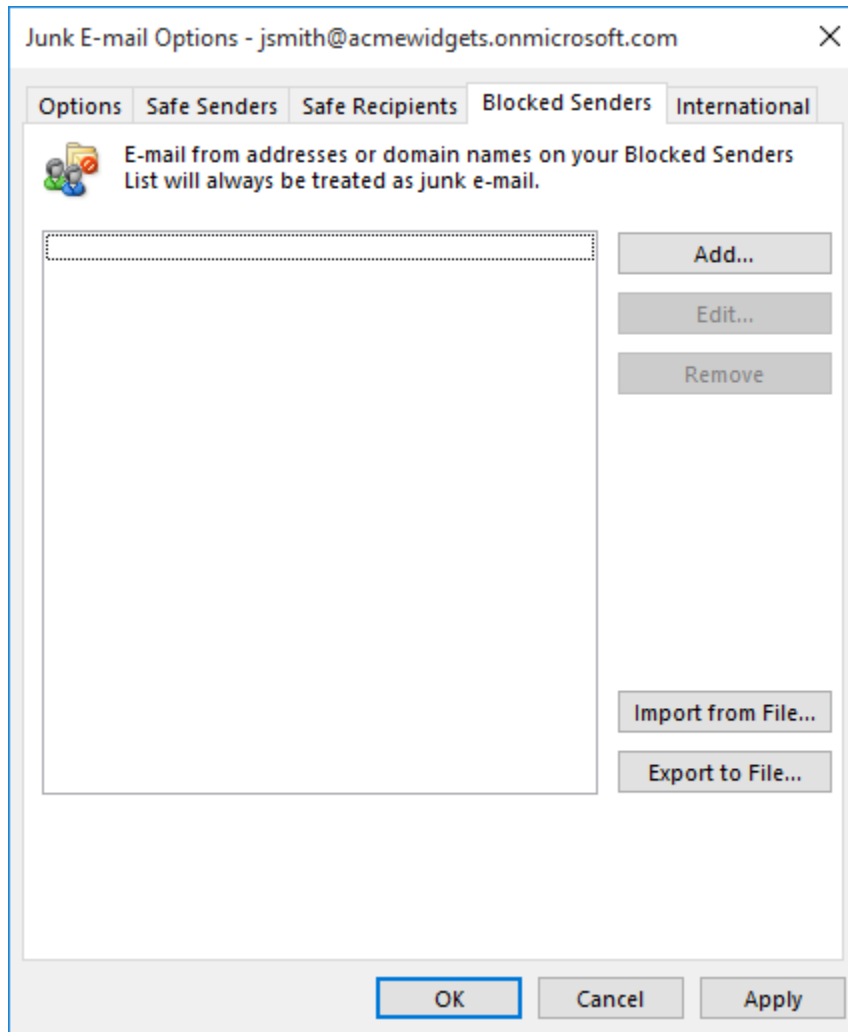 Junk E-mail Options - jsmith@acmewidgets.onmicrosoft.com
Options Safe Senders Safe Recipients Blocked Senders International
E-mail from addresses or domain names on your Blocked Senders
List will always be treated as junk e-mail.
Add...
Edit...
Remove
Import from File...
Export to File...
OK Cancel Apply